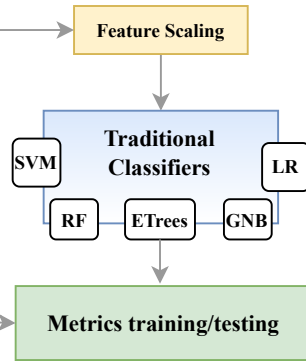 Feature Scaling
Traditional
Classifiers
SVM
LR
RF
ETrees
GNB
Metrics training/testing